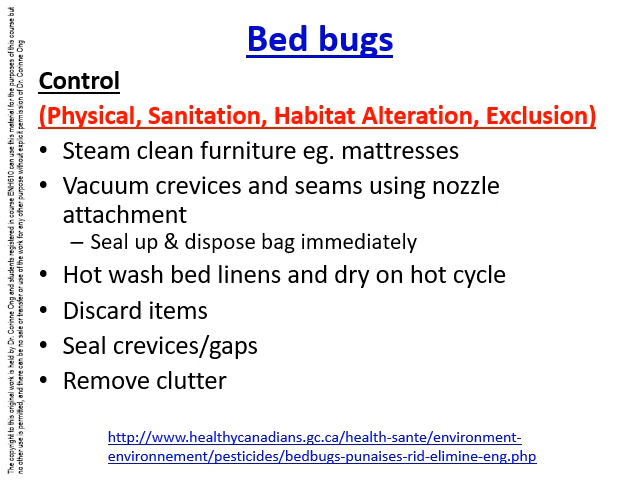 Bed bugs
Control
(Physical, Sanitation, Habitat Alteration, Exclusion)
• Steam clean furniture eg. mattresses
• Vacuum crevices and seams using nozzle
attachment
– Seal up & dispose bag immediately
• Hot wash bed linens and dry on hot cycle
• Discard items
• Seal crevices/gaps
• Remove clutter
http://www.healthycanadians.gc.ca/health-sante/environment-
environnement/pesticides/bedbugs-punaises-rid-elimine-eng.php
The copyright to this original work is held by Dr. Corinne Ong and students registered in course ENH610 can use this material for the purposes of this course but
no other use is permitted, and there can be no sale or transfer or use of the work for any other purpose without explicit permission of Dr. Corinne Ong